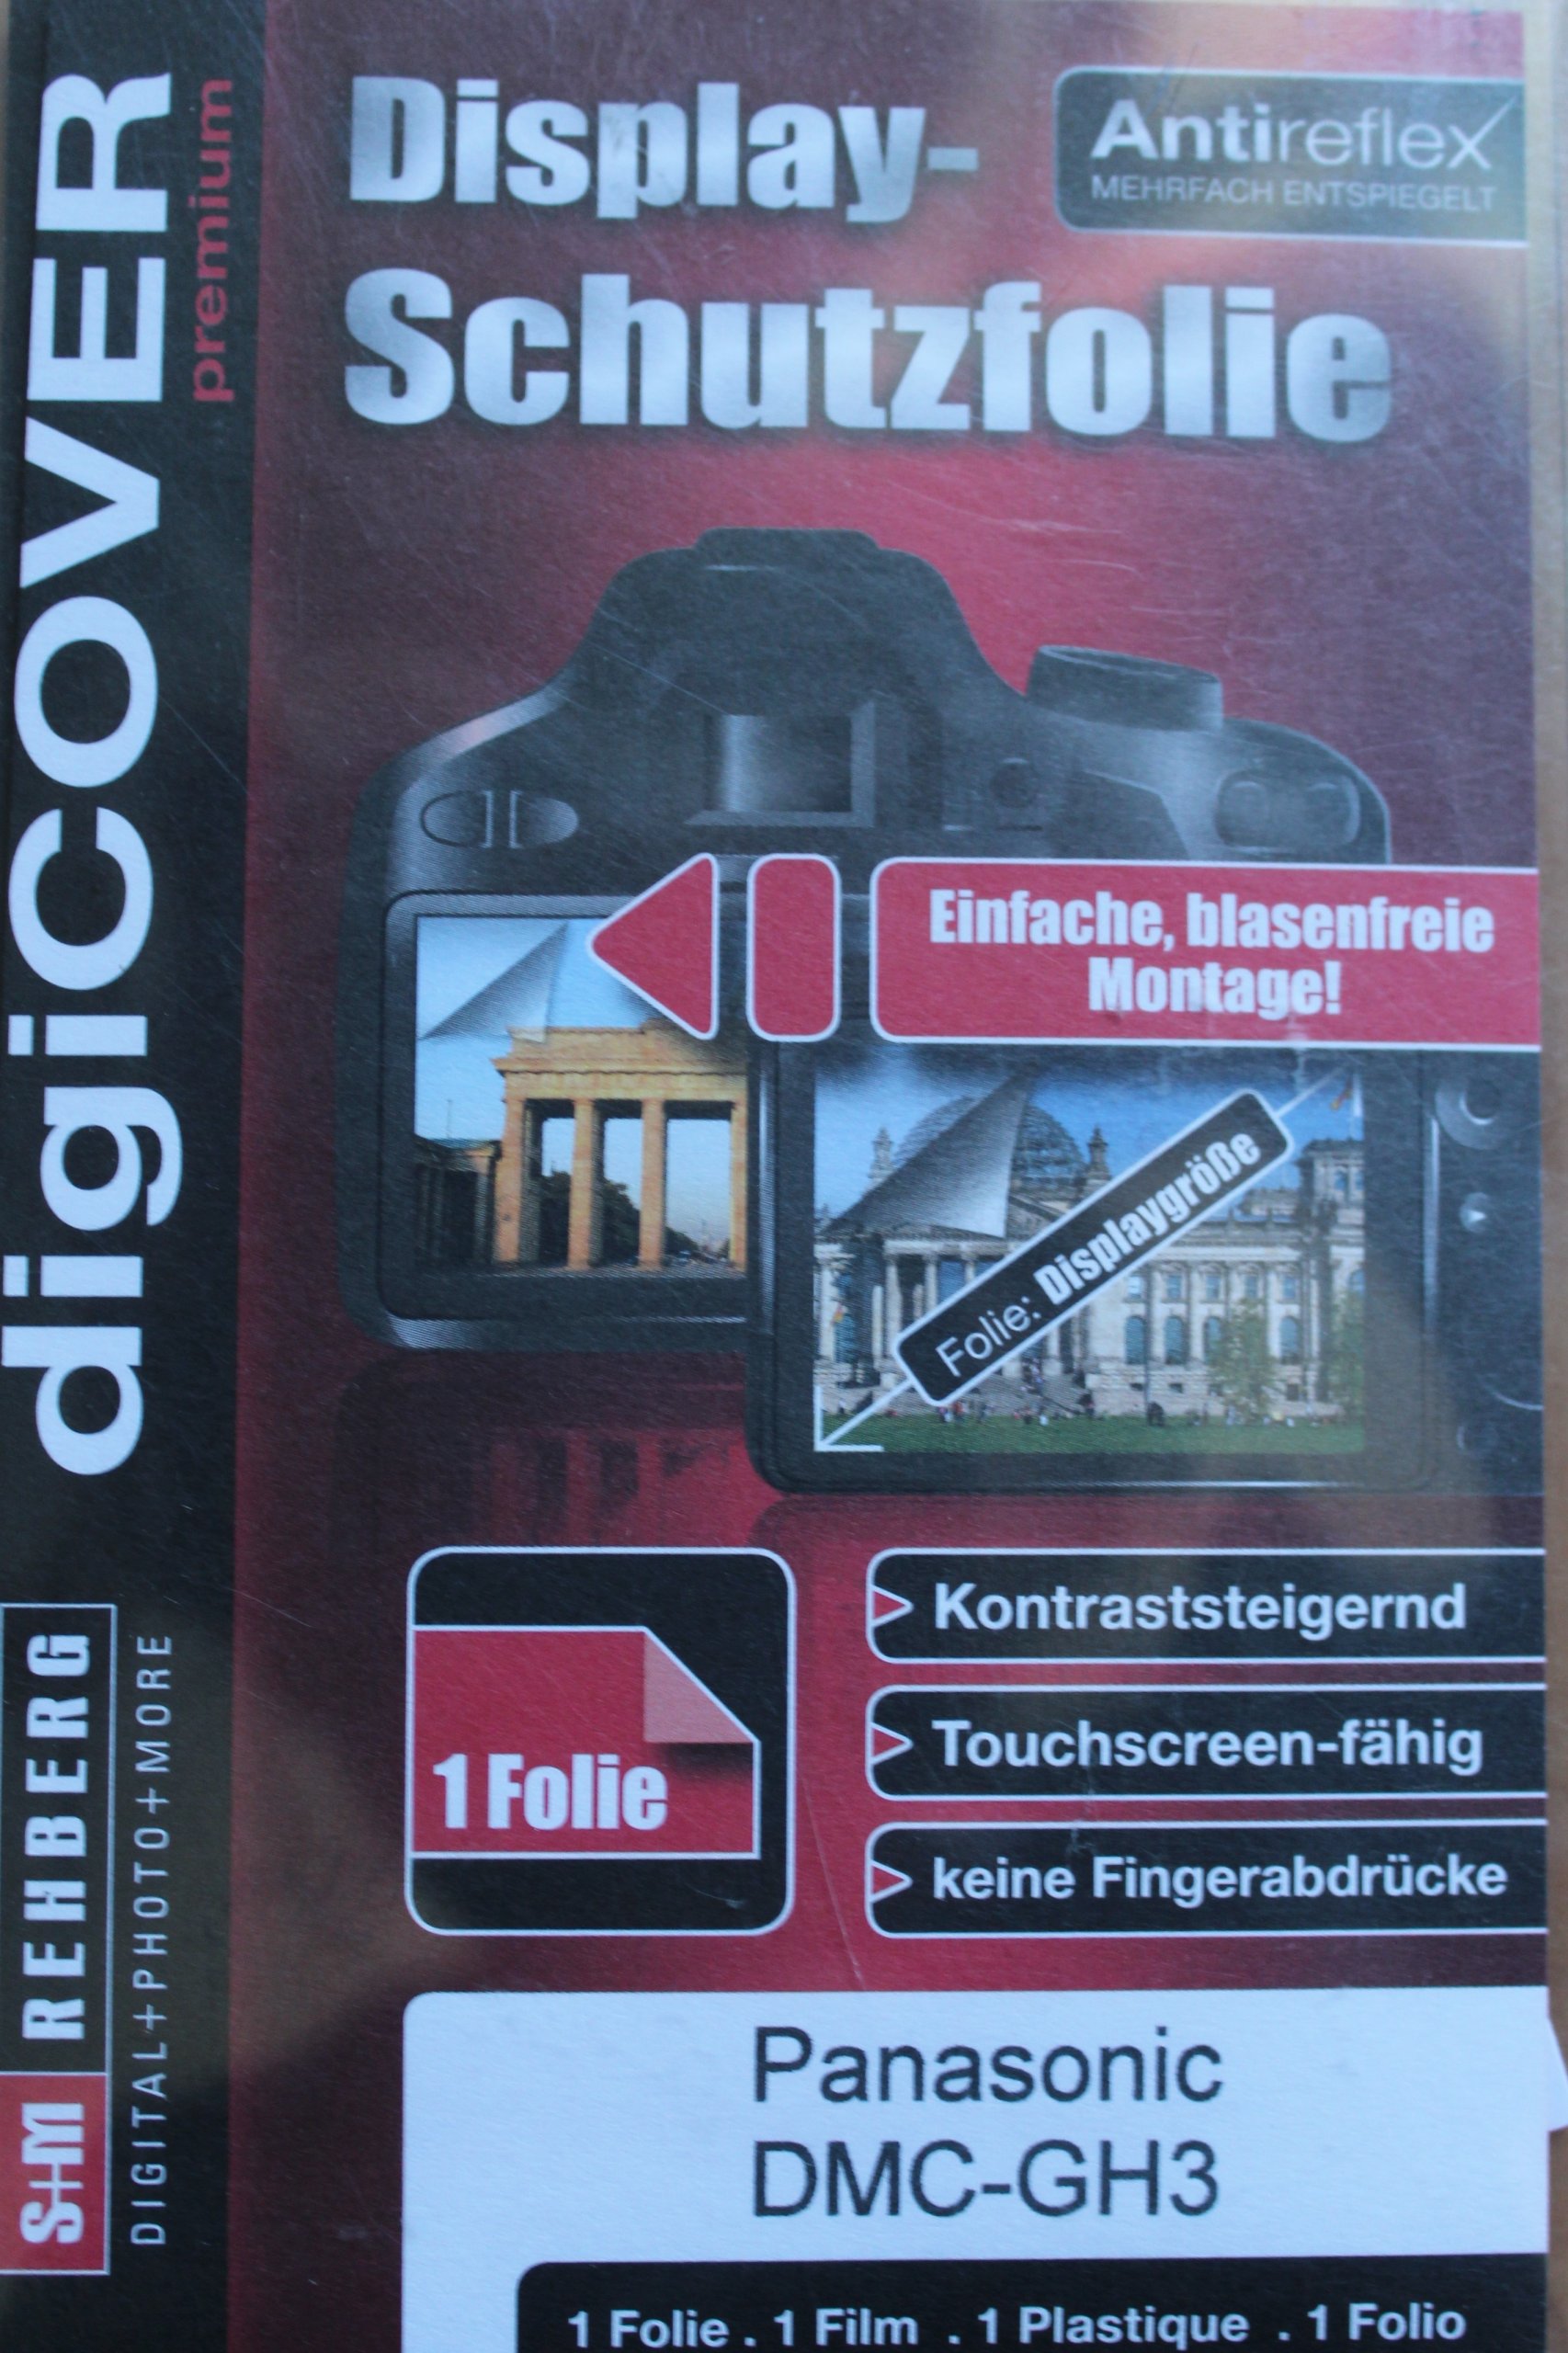 digiCOVER
premium
S+M REHBERG
DIGITAL+PHOTO+MORE
Display-
Schutzfolie
Antireflex
MEHRFACH ENTSPIEGELT
Einfache, blasenfreie
Montage!
Folie: Displaygröße
1 Folie
Kontraststeigernd
Touchscreen-fähig
keine Fingerabdrücke
Panasonic
DMC-GH3
1 Folie . 1 Film . 1 Plastique . 1 Folio